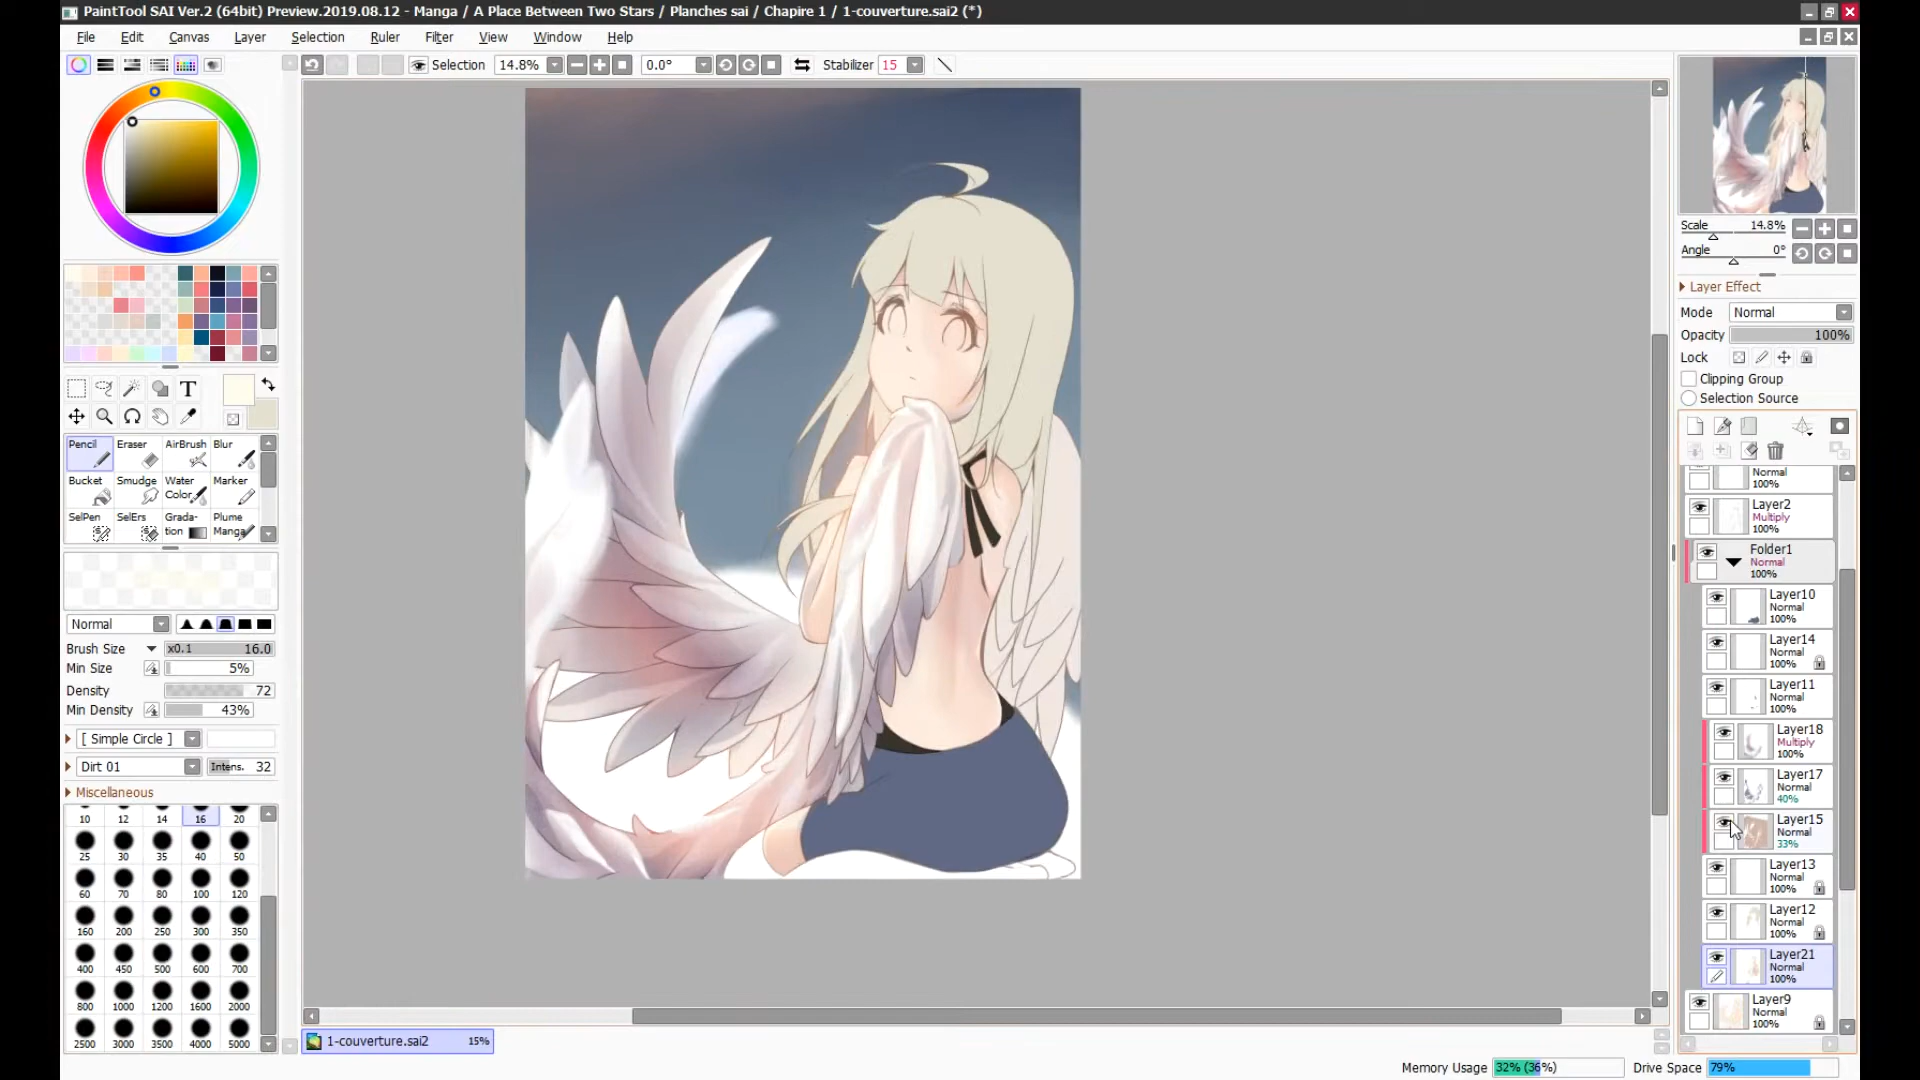 PaintTool SAI Ver.2 (64bit) Preview.2019.08.12 - Manga / A Place Between Two Stars / Planches sai / Chapire 1 / 1-couverture.sai2 (*)
File Edit Canvas Layer Selection Ruler Filter View Window Help
Selection 14.8% 0.0° Stabilizer 15
Scale 14.8%
Angle 0°
Layer Effect
Mode Normal
Opacity 100%
Lock
Clipping Group
Selection Source
T
Pencil Eraser AirBrush Blur
Bucket Smudge Water Color Marker
SelPen SelErs Grada-tion Plume Manga
Normal
Brush Size x0.1 16.0
Min Size 5%
Density 72
Min Density 43%
[ Simple Circle ]
Dirt 01 Intens. 32
Miscellaneous
10 12 14 16 20
25 30 35 40 50
60 70 80 100 120
160 200 250 300 350
400 450 500 600 700
800 1000 1200 1600 2000
2500 3000 3500 4000 5000
Normal
100%
Layer2
Multiply
100%
Folder1
Normal
100%
Layer10
Normal
100%
Layer14
Normal
100%
Layer11
Normal
100%
Layer18
Multiply
100%
Layer17
Normal
40%
Layer15
Normal
33%
Layer13
Normal
100%
Layer12
Normal
100%
Layer21
Normal
100%
Layer9
Normal
100%
1-couverture.sai2 15%
Memory Usage 32% (36%) Drive Space 79%